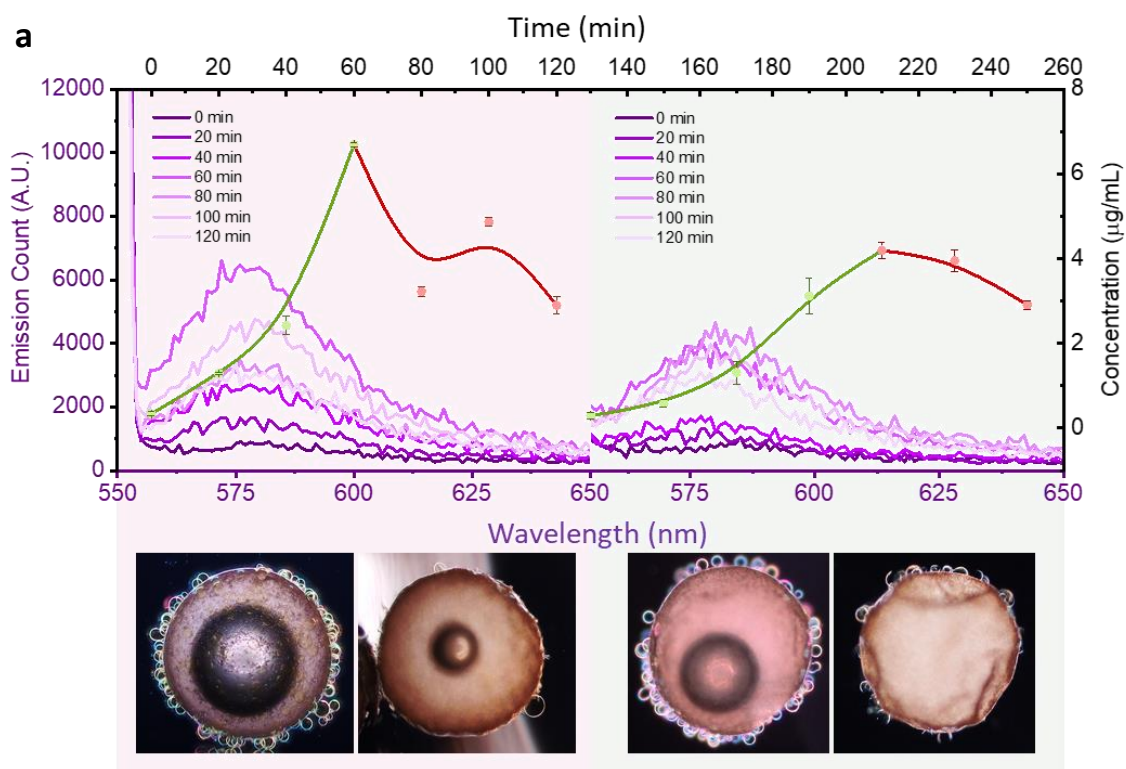 a
Time (min)
0 20 40 60 80 100 120 140 160 180 190 210 220 240 260
12000
10000
8000
6000
4000
2000
0
Emission Count (A.U.)
0 min
20 min
40 min
60 min
80 min
100 min
120 min
0 min
20 min
40 min
60 min
80 min
100 min
120 min
8
6
4
2
0
Concentration (µg/mL)
550 575 600 625 650 575 600 625 650
Wavelength (nm)